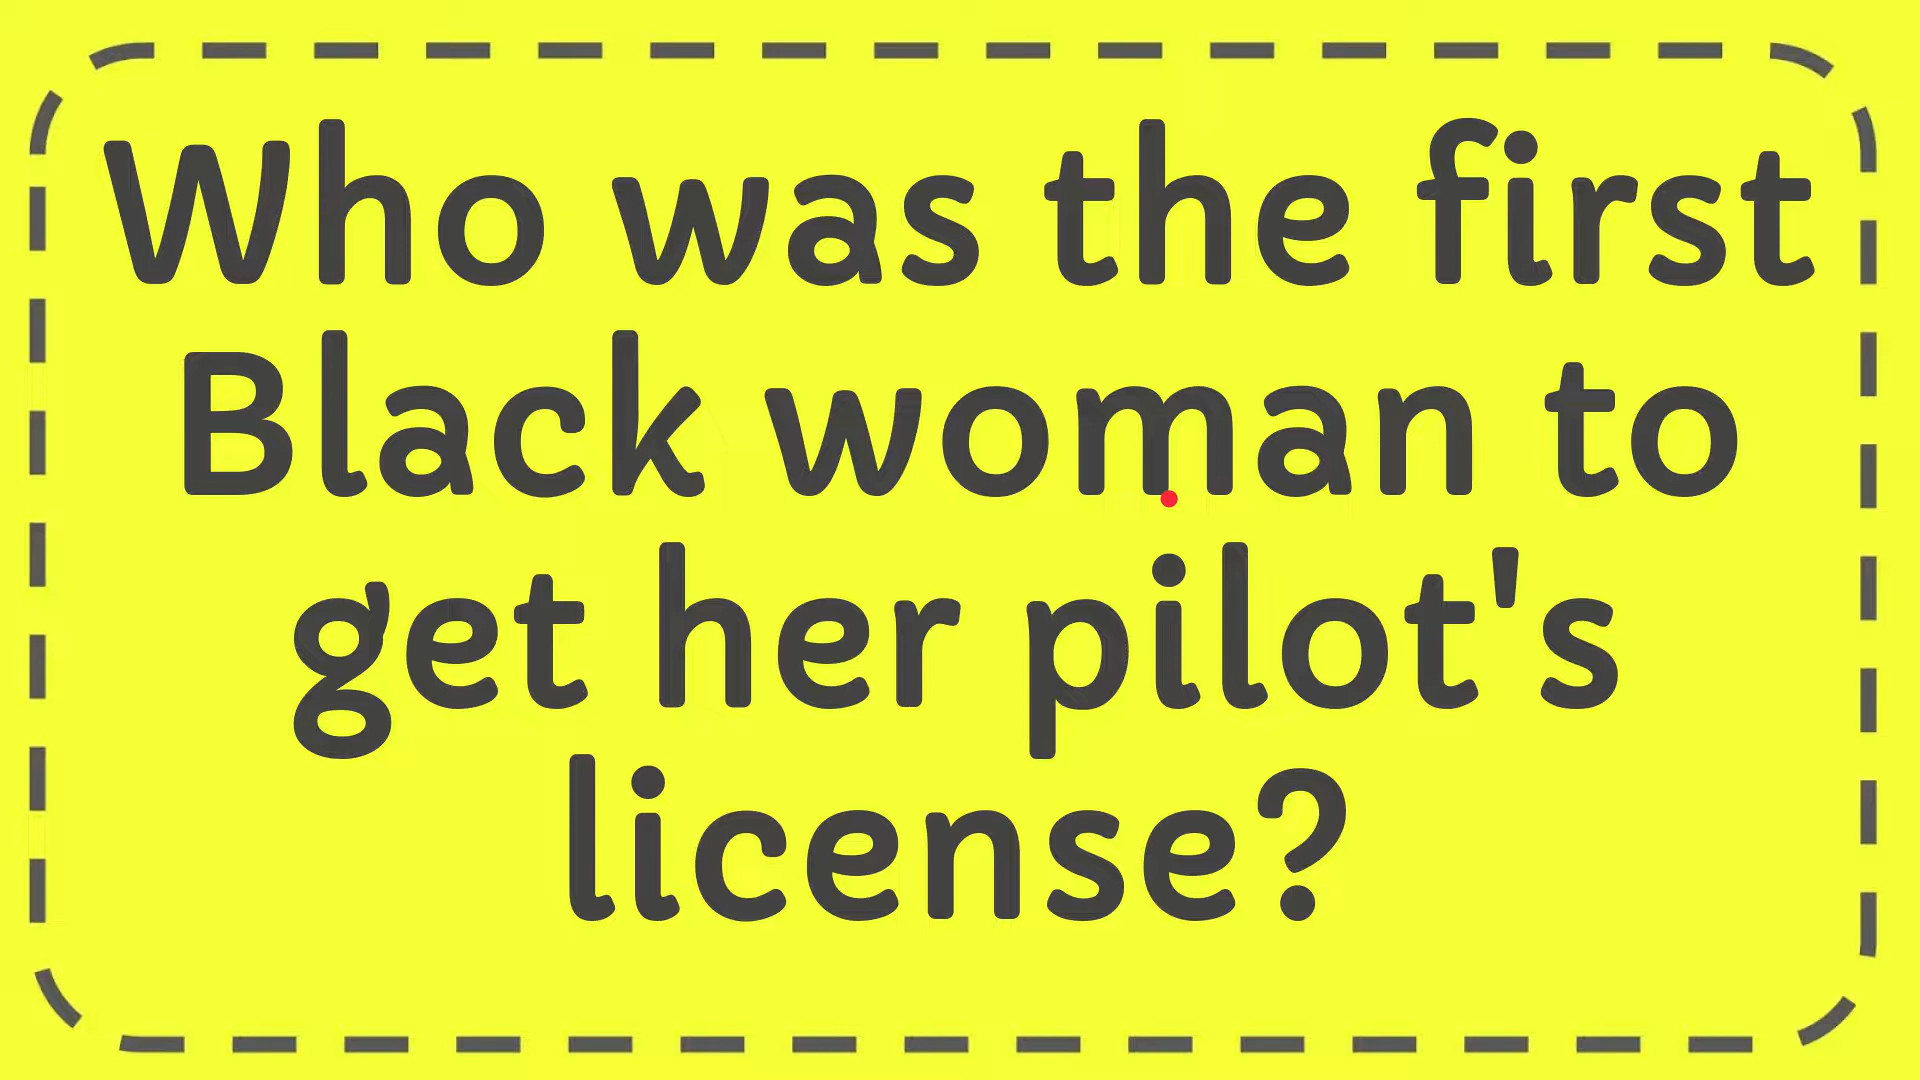 Who was the first
Black woman to
get her pilot's
license?